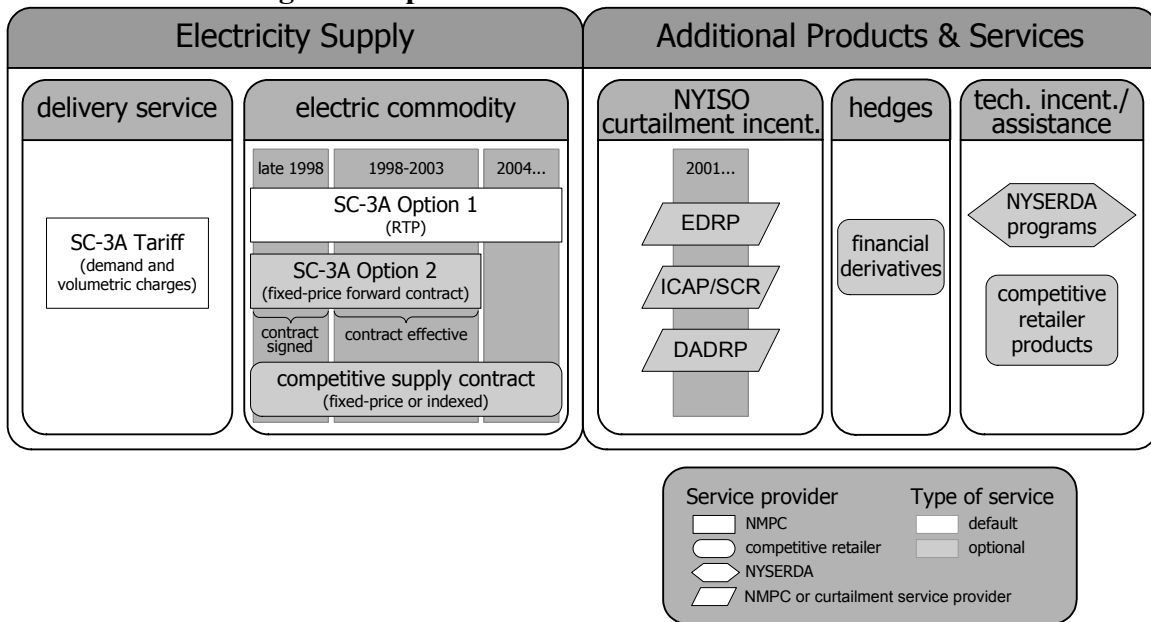 Electricity Supply
Additional Products & Services
delivery service
electric commodity
NYISO
curtailment incent.
hedges
tech. incent./
assistance
late 1998
1998-2003
2004...
2001...
SC-3A Tariff
(demand and
volumetric charges)
SC-3A Option 1
(RTP)
SC-3A Option 2
(fixed-price forward contract)
contract
signed
contract effective
competitive supply contract
(fixed-price or indexed)
EDRP
ICAP/SCR
DADRP
financial
derivatives
NYSERDA
programs
competitive
retailer
products
Service provider
NMPC
competitive retailer
NYSERDA
NMPC or curtailment service provider
Type of service
default
optional